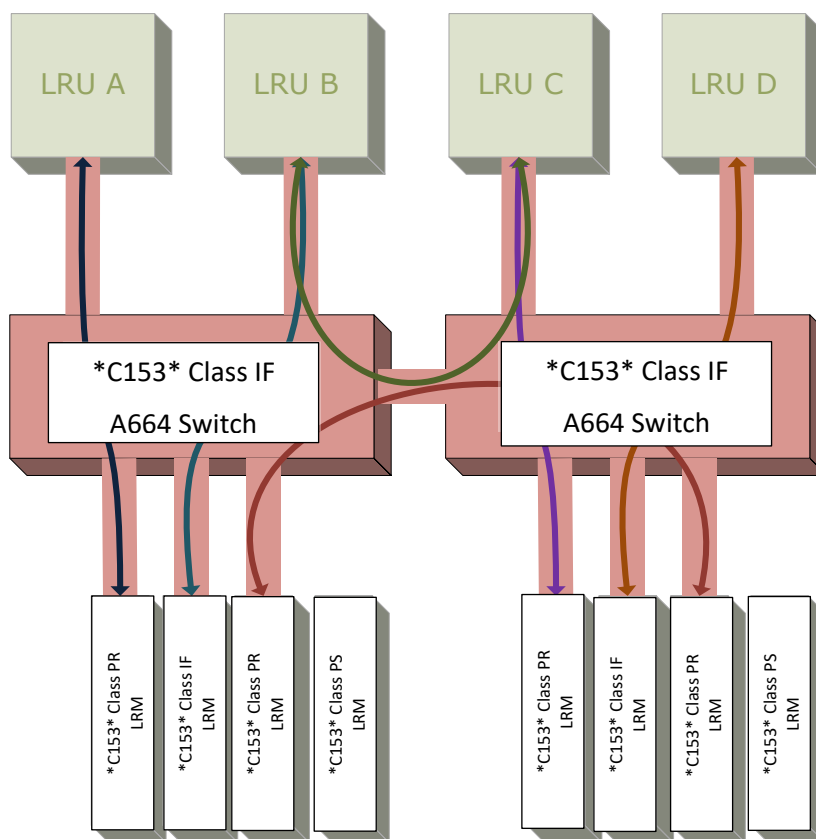 LRU A
LRU B
LRU C
LRU D
*C153* Class IF
A664 Switch
*C153* Class IF
A664 Switch
*C153* Class PR
LRM
*C153* Class IF
LRM
*C153* Class PR
LRM
*C153* Class PS
LRM
*C153* Class PR
LRM
*C153* Class IF
LRM
*C153* Class PR
LRM
*C153* Class PS
LRM